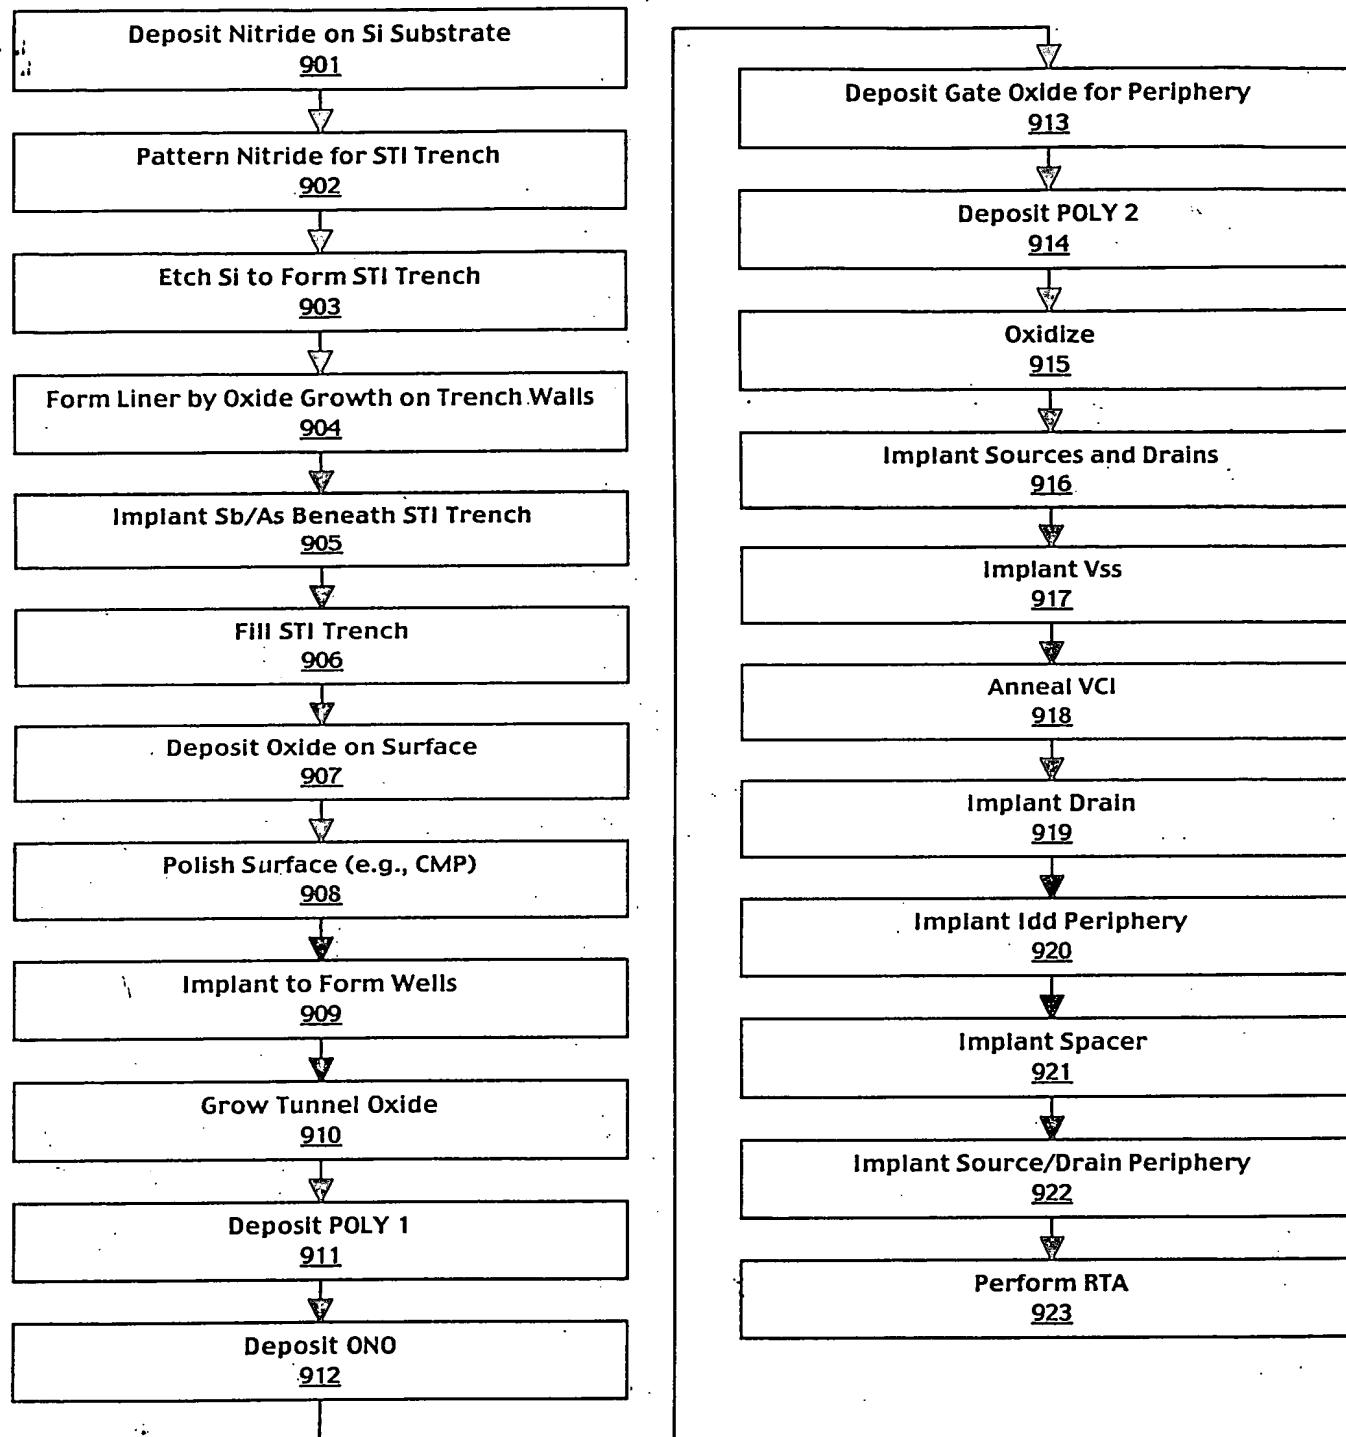 Deposit Nitride on Si Substrate
901
Pattern Nitride for STI Trench
902
Etch Si to Form STI Trench
903
Form Liner by Oxide Growth on Trench Walls
904
Implant Sb/As Beneath STI Trench
905
Fill STI Trench
906
Deposit Oxide on Surface
907
Polish Surface (e.g., CMP)
908
Implant to Form Wells
909
Grow Tunnel Oxide
910
Deposit POLY 1
911
Deposit ONO
912
Deposit Gate Oxide for Periphery
913
Deposit POLY 2
914
Oxidize
915
Implant Sources and Drains
916
Implant Vss
917
Anneal VCI
918
Implant Drain
919
Implant Idd Periphery
920
Implant Spacer
921
Implant Source/Drain Periphery
922
Perform RTA
923